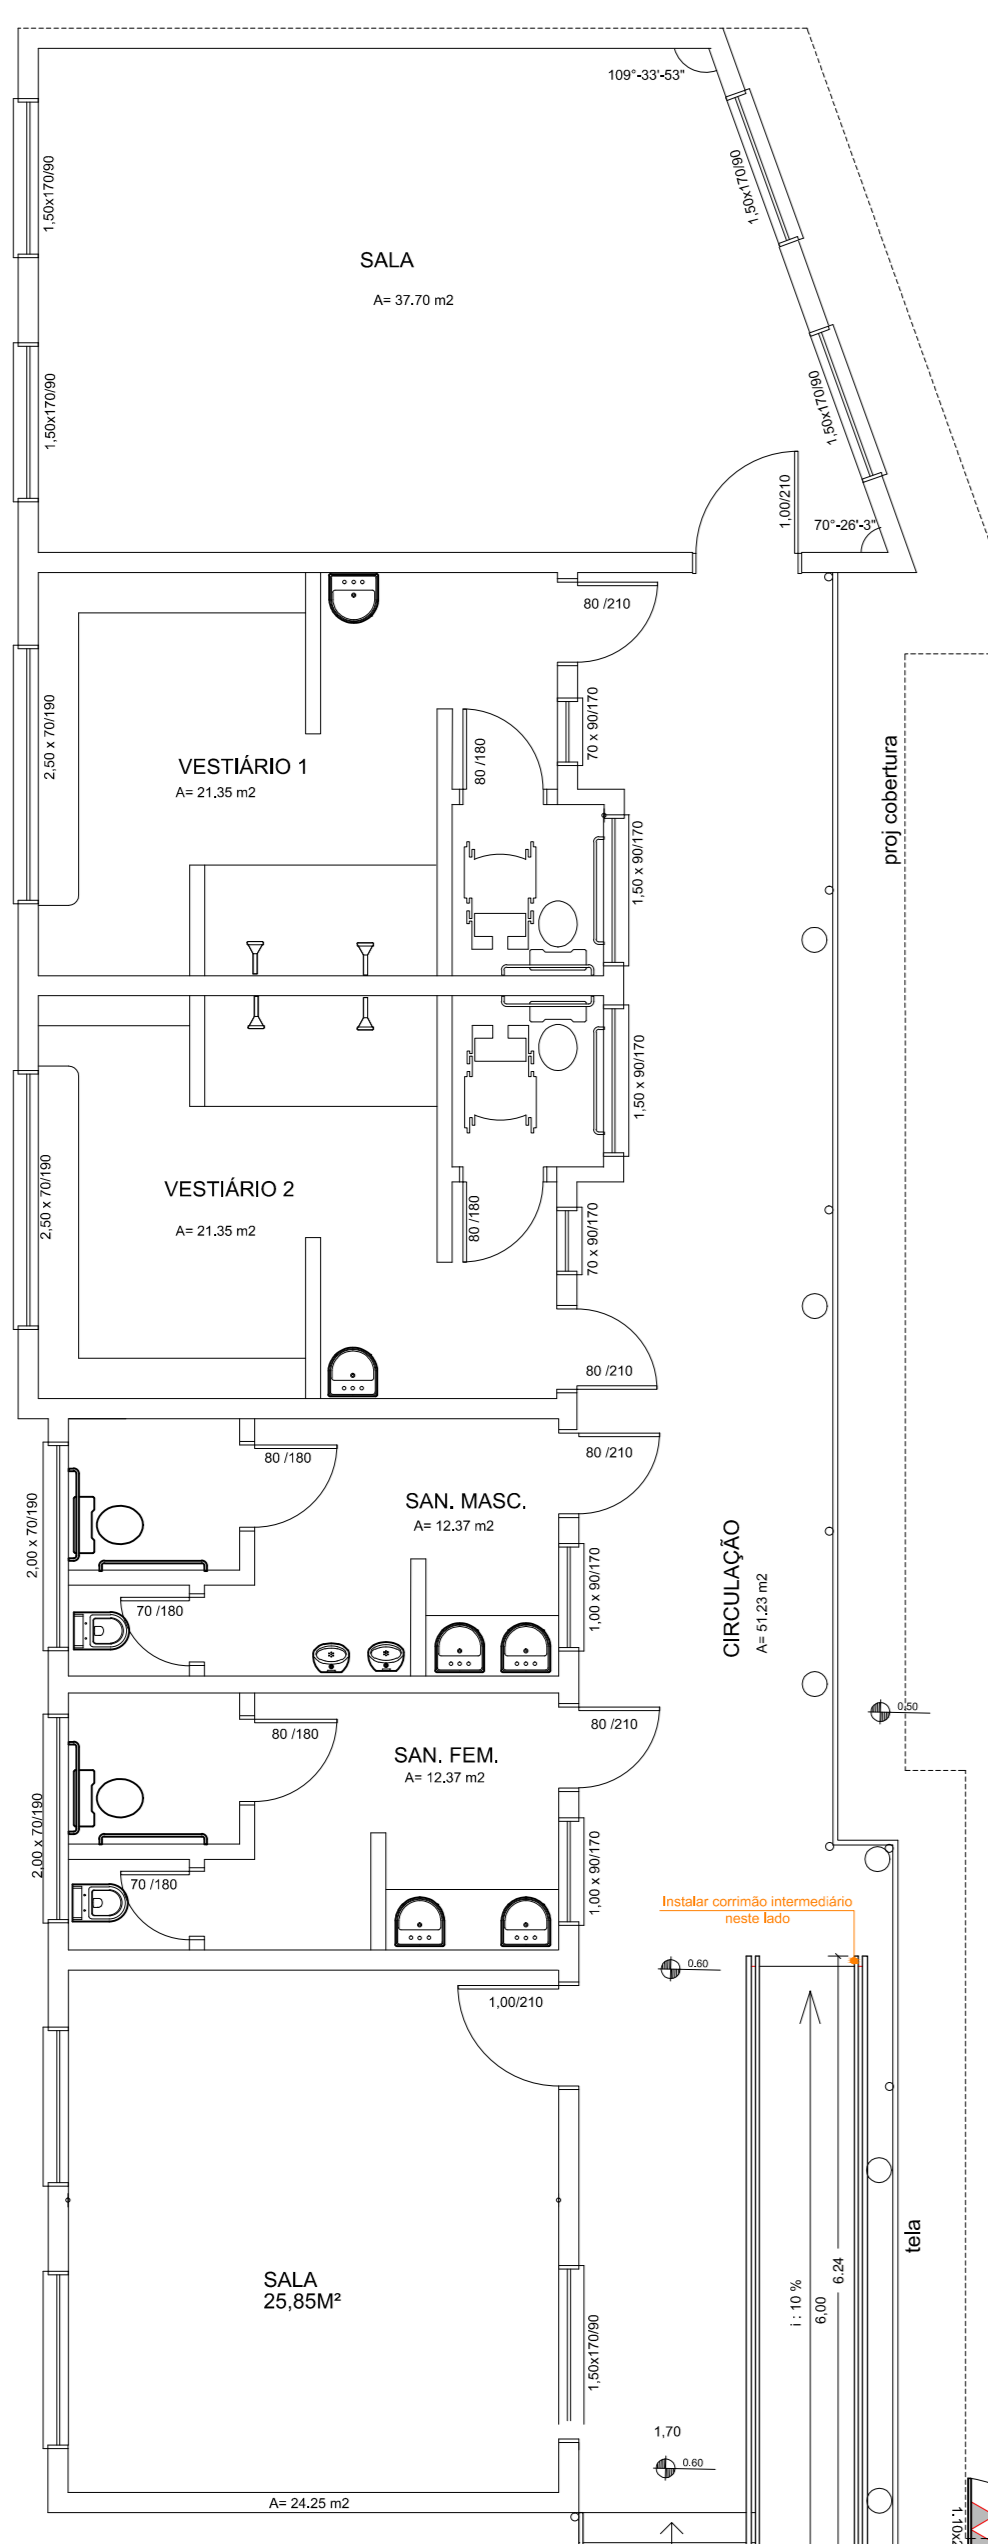 109°-33'-53"
1,50x170/90
1,50x170/90
SALA
A= 37.70 m2
1,50x170/90
1,50x170/90
1,00/210
70°-26'-3"
80 /210
2,50 x 70/190
70 x 90/170
proj cobertura
80 /180
VESTIÁRIO 1
A= 21.35 m2
1,50 x 90/170
1,50 x 90/170
2,50 x 70/190
VESTIÁRIO 2
A= 21.35 m2
80 /180
70 x 90/170
80 /210
80 /210
80 /180
2,00 x 70/190
SAN. MASC.
A= 12.37 m2
CIRCULAÇÃO
A= 51.23 m2
1,00 x 90/170
70 /180
0.50
80 /210
80 /180
SAN. FEM.
A= 12.37 m2
2,00 x 70/190
70 /180
1,00 x 90/170
Instalar corrimão intermediário
neste lado
0.60
1,00/210
tela
SALA
25,85M²
i : 10 %
6,00
6.24
1,50x170/90
1,70
0.60
A= 24.25 m2